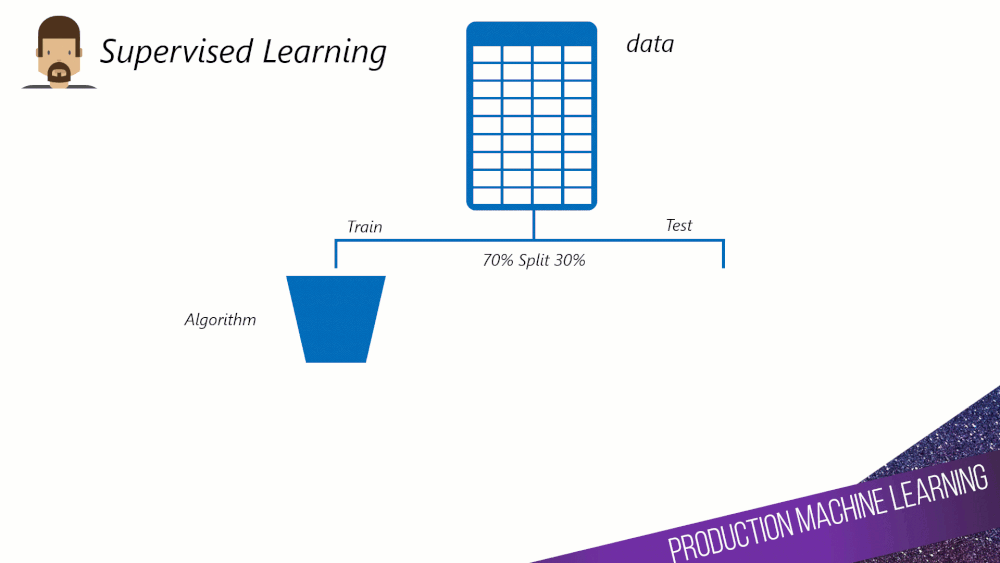 Supervised Learning
data
Train
Test
70% Split 30%
Algorithm
PRODUCTION MACHINE LEARNING